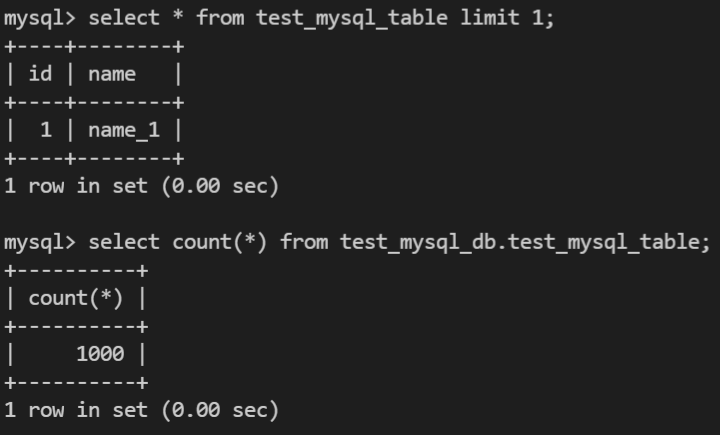 mysql> select * from test_mysql_table limit 1;
+----+--------+
| id | name   |
+----+--------+
|  1 | name_1 |
+----+--------+
1 row in set (0.00 sec)

mysql> select count(*) from test_mysql_db.test_mysql_table;
+----------+
| count(*) |
+----------+
|     1000 |
+----------+
1 row in set (0.00 sec)